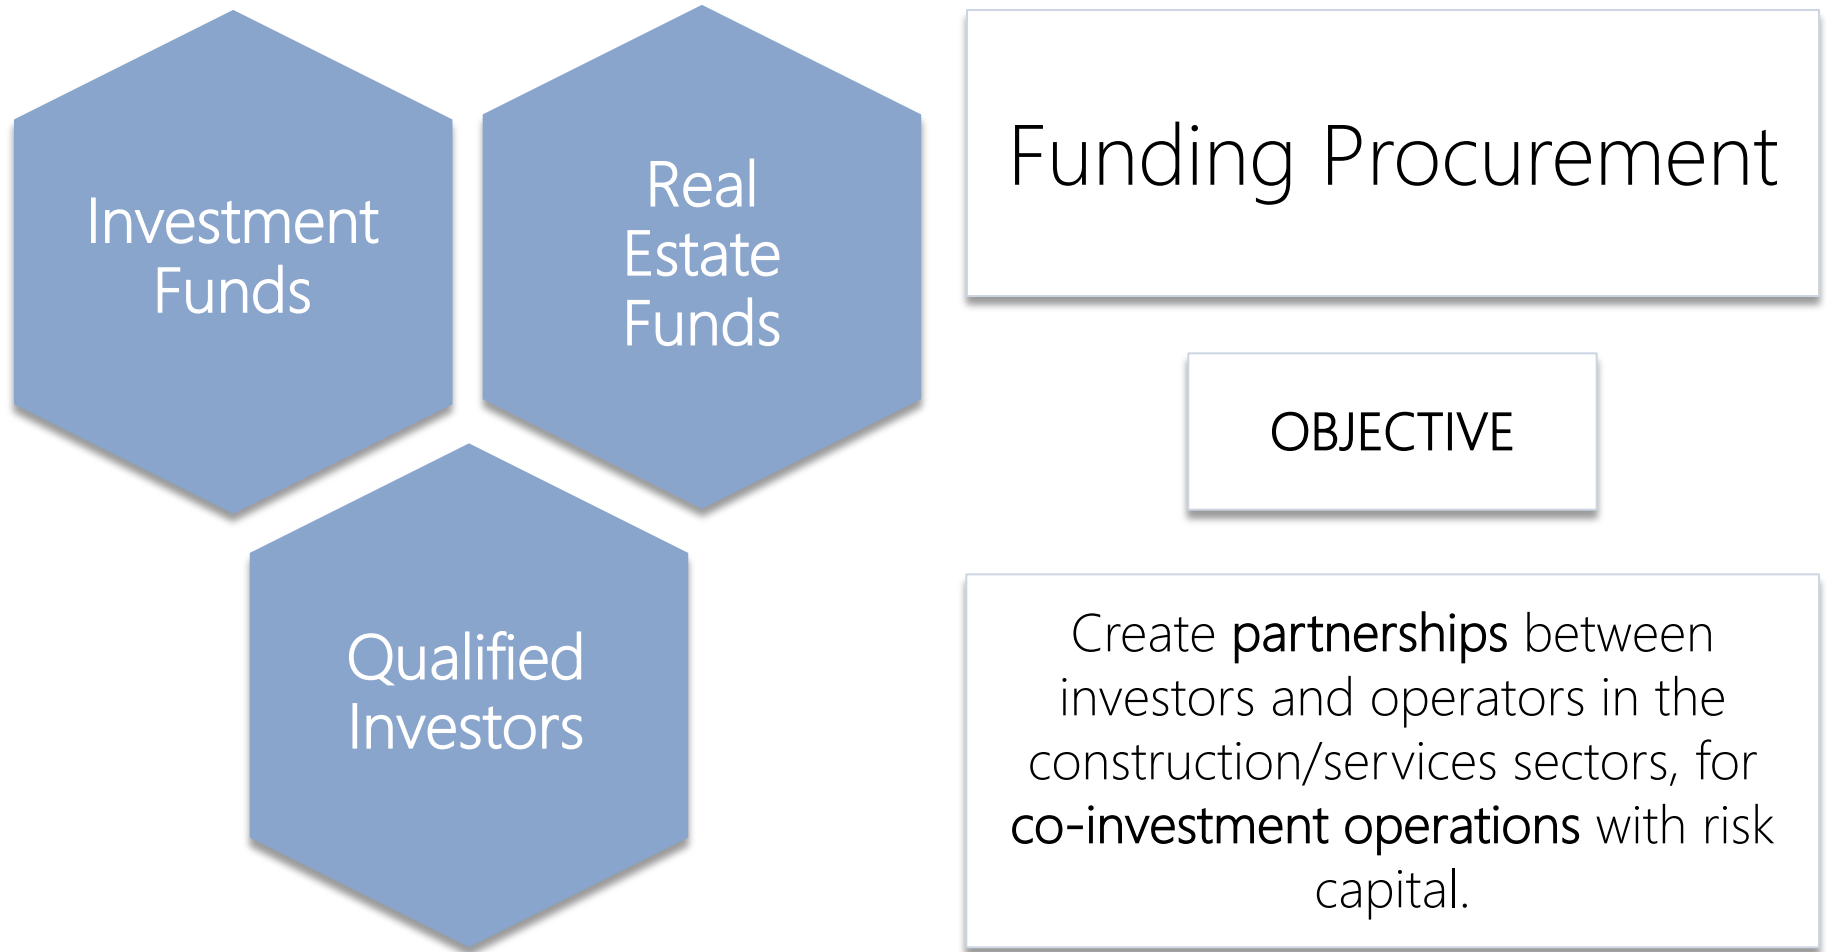 Investment
Funds
Real
Estate
Funds
Qualified
Investors
Funding Procurement
OBJECTIVE
Create partnerships between
investors and operators in the
construction/services sectors, for
co-investment operations with risk
capital.